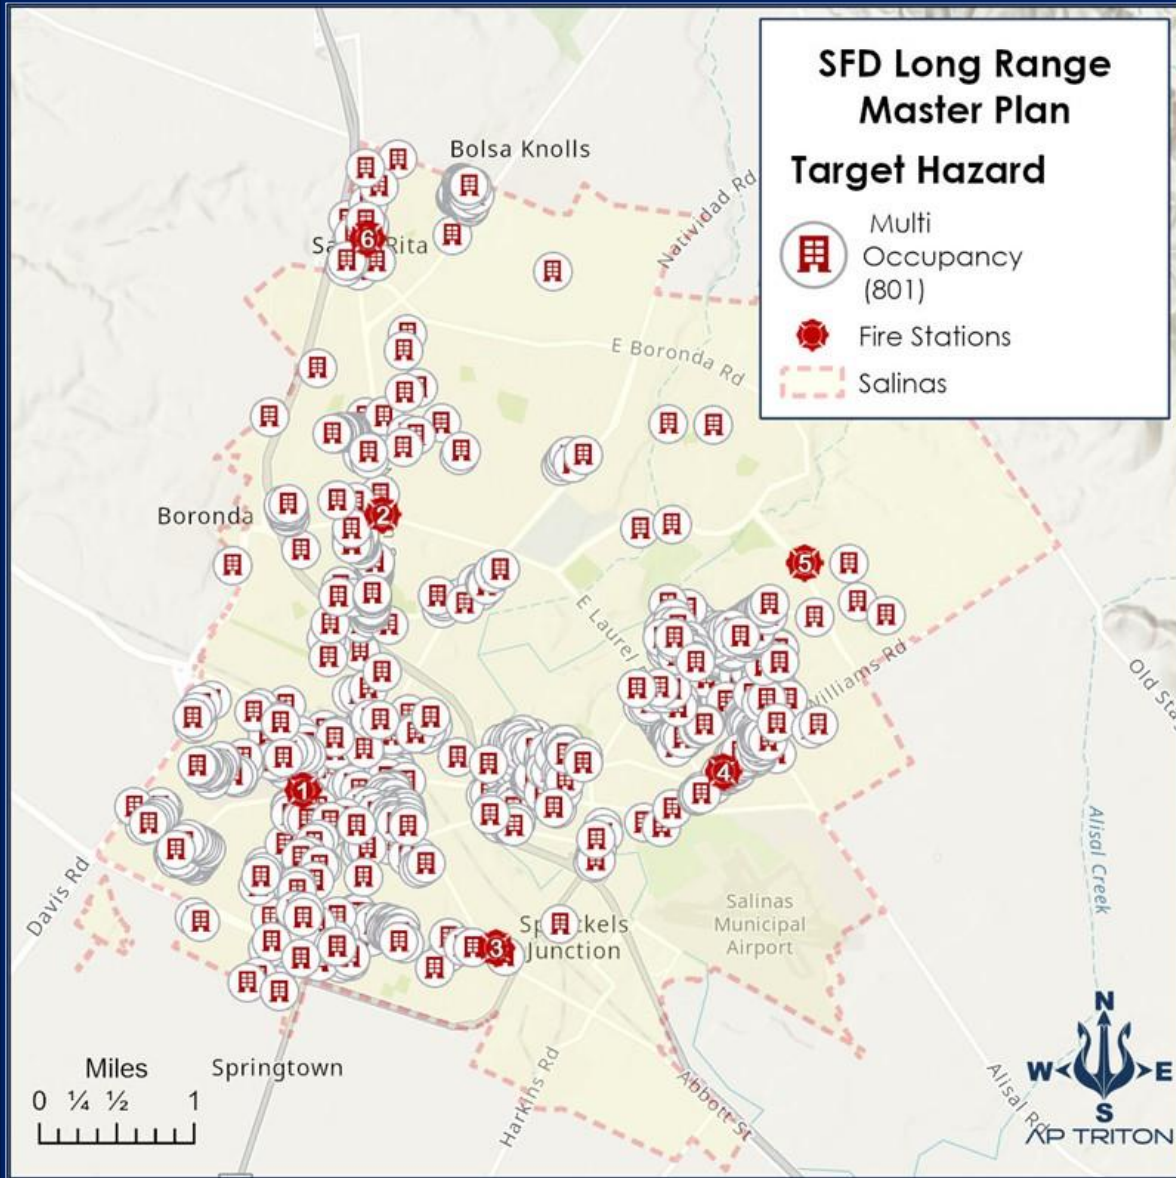 SFD Long Range
Master Plan
Target Hazard
Multi
Occupancy
(801)
Fire Stations
Salinas
Bolsa Knolls
Natividad Rd
Rita
6
E Boronda Rd
Boronda
2
5
E Laurel
Williams Rd
Old Sta
4
1
Davis Rd
Salinas
Municipal
Airport
Alisal Creek
3
Junction
Springtown
Harkins Rd
Abbott St
Alisal Rd
Miles
0 ¼ ½ 1
N
W E
S
AP TRITON